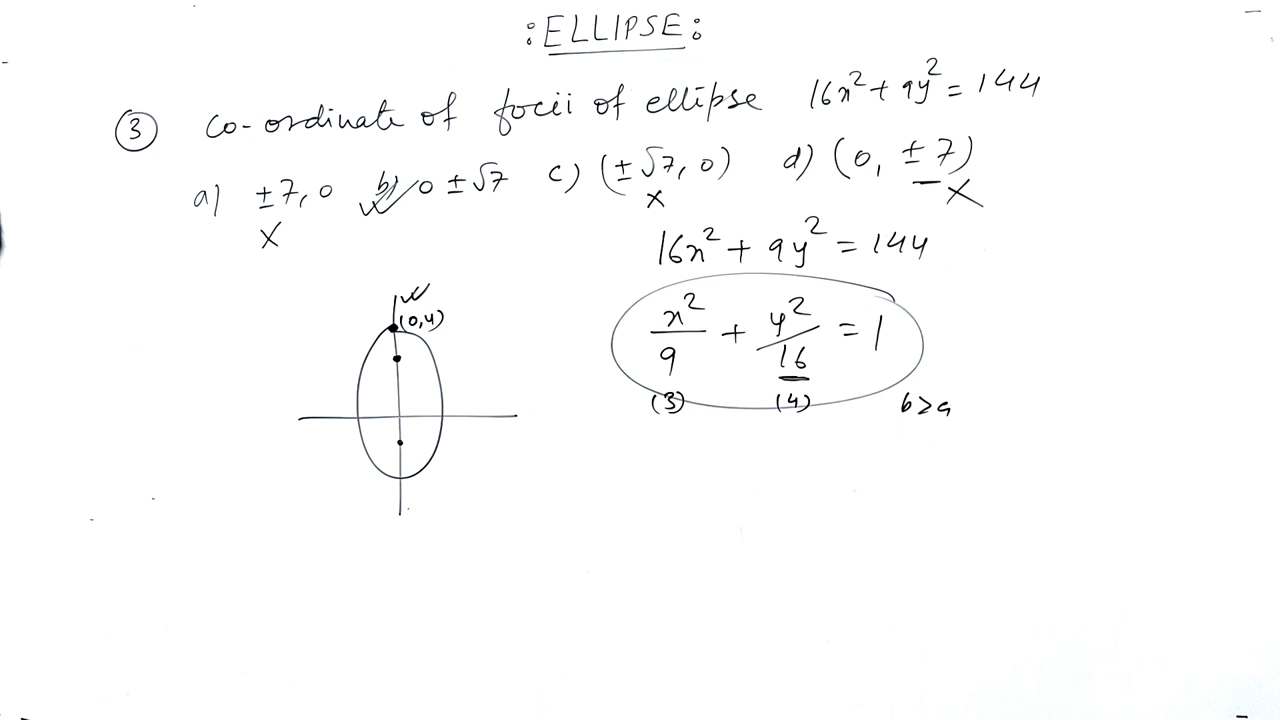 :ELLIPSE:
③ co-ordinate of focii of ellipse 16x² + 9y² = 144
a) ±7, 0 b) 0 ±√7 c) (±√7, 0) d) (0, ±7)
x x x
16x² + 9y² = 144
x²/9 + y²/16 = 1
(3) (4) b>a
(0,4)